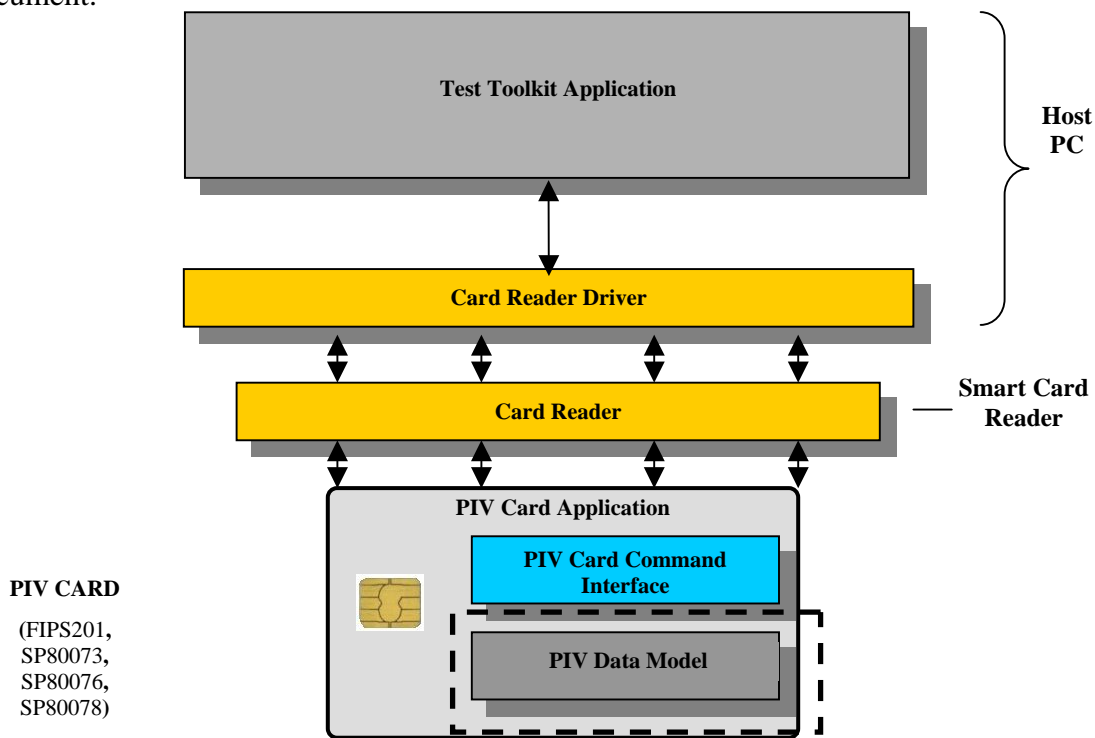 Test Toolkit Application
Host
PC
Card Reader Driver
Smart Card
Reader
Card Reader
PIV Card Application
PIV Card Command
Interface
PIV CARD
(FIPS201,
SP80073,
SP80076,
SP80078)
PIV Data Model